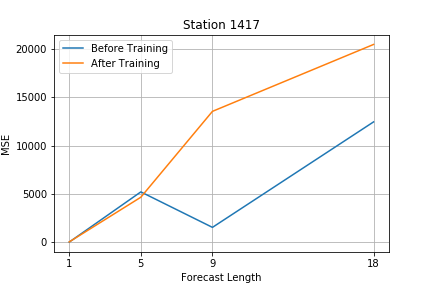 Station 1417
Before Training
After Training
20000
15000
10000
5000
0
MSE
1 5 9 18
Forecast Length